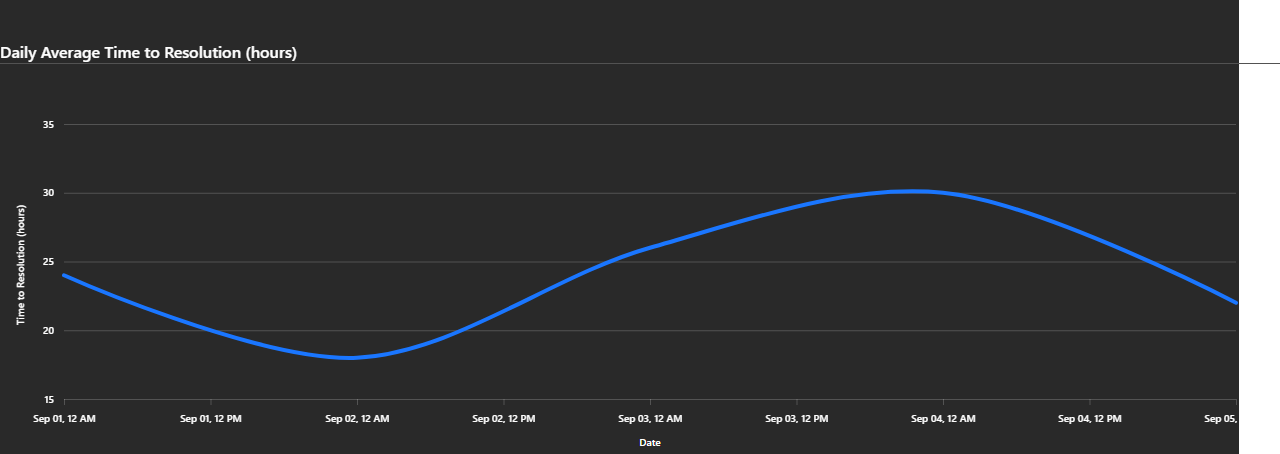 Daily Average Time to Resolution (hours)
35
30
25
20
15
Time to Resolution (hours)
Sep 01, 12 AM
Sep 01, 12 PM
Sep 02, 12 AM
Sep 02, 12 PM
Sep 03, 12 AM
Sep 03, 12 PM
Sep 04, 12 AM
Sep 04, 12 PM
Sep 05,
Date